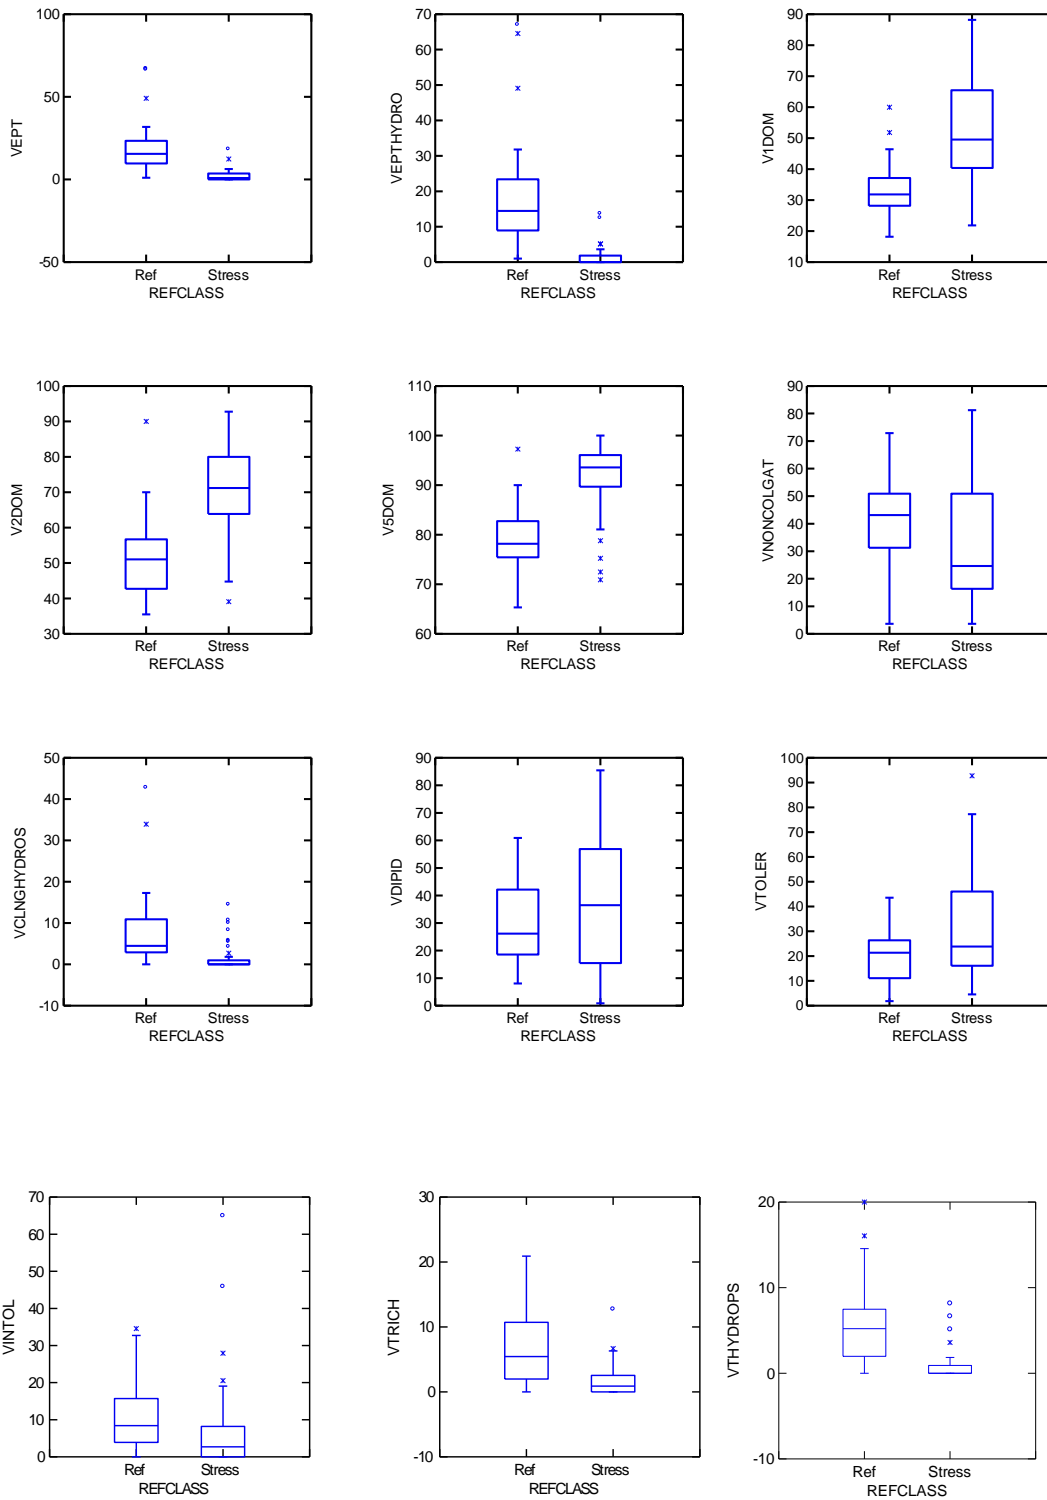 VEPT
100
50
0
-50
Ref Stress
REFCLASS
VEPTHYDRO
70
60
50
40
30
20
10
0
Ref Stress
REFCLASS
V1DOM
90
80
70
60
50
40
30
20
10
Ref Stress
REFCLASS
V2DOM
100
90
80
70
60
50
40
30
Ref Stress
REFCLASS
V5DOM
110
100
90
80
70
60
Ref Stress
REFCLASS
VNONCOLGAT
90
80
70
60
50
40
30
20
10
0
Ref Stress
REFCLASS
VCLNGHYDROS
50
40
30
20
10
0
-10
Ref Stress
REFCLASS
VDIPID
90
80
70
60
50
40
30
20
10
0
Ref Stress
REFCLASS
VTOLER
100
90
80
70
60
50
40
30
20
10
0
Ref Stress
REFCLASS
VINTOL
70
60
50
40
30
20
10
0
Ref Stress
REFCLASS
VTRICH
30
20
10
0
-10
Ref Stress
REFCLASS
VTHYDROPS
20
10
0
-10
Ref Stress
REFCLASS